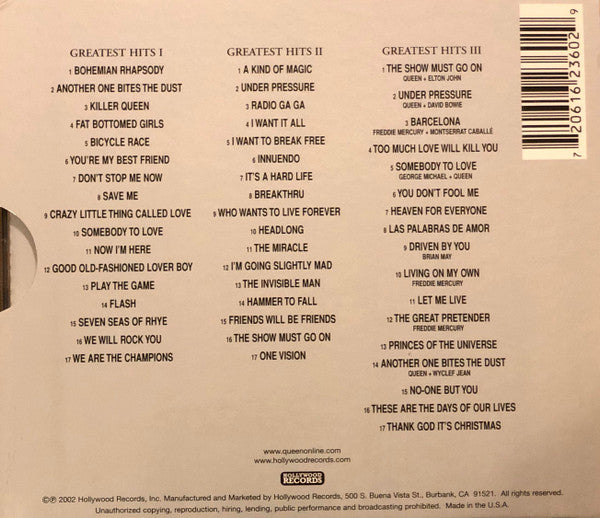 GREATEST HITS I
1 BOHEMIAN RHAPSODY
2 ANOTHER ONE BITES THE DUST
3 KILLER QUEEN
4 FAT BOTTOMED GIRLS
5 BICYCLE RACE
6 YOU'RE MY BEST FRIEND
7 DON'T STOP ME NOW
8 SAVE ME
9 CRAZY LITTLE THING CALLED LOVE
10 SOMEBODY TO LOVE
11 NOW I'M HERE
12 GOOD OLD-FASHIONED LOVER BOY
13 PLAY THE GAME
14 FLASH
15 SEVEN SEAS OF RHYE
16 WE WILL ROCK YOU
17 WE ARE THE CHAMPIONS
GREATEST HITS II
1 A KIND OF MAGIC
2 UNDER PRESSURE
3 RADIO GA GA
4 I WANT IT ALL
5 I WANT TO BREAK FREE
6 INNUENDO
7 IT'S A HARD LIFE
8 BREAKTHRU
9 WHO WANTS TO LIVE FOREVER
10 HEADLONG
11 THE MIRACLE
12 I'M GOING SLIGHTLY MAD
13 THE INVISIBLE MAN
14 HAMMER TO FALL
15 FRIENDS WILL BE FRIENDS
16 THE SHOW MUST GO ON
17 ONE VISION
GREATEST HITS III
1 THE SHOW MUST GO ON
QUEEN + ELTON JOHN
2 UNDER PRESSURE
QUEEN + DAVID BOWIE
3 BARCELONA
FREDDIE MERCURY + MONTSERRAT CABALLÉ
4 TOO MUCH LOVE WILL KILL YOU
5 SOMEBODY TO LOVE
GEORGE MICHAEL + QUEEN
6 YOU DON'T FOOL ME
7 HEAVEN FOR EVERYONE
8 LAS PALABRAS DE AMOR
9 DRIVEN BY YOU
BRIAN MAY
10 LIVING ON MY OWN
FREDDIE MERCURY
11 LET ME LIVE
12 THE GREAT PRETENDER
FREDDIE MERCURY
13 PRINCES OF THE UNIVERSE
14 ANOTHER ONE BITES THE DUST
QUEEN + WYCLEF JEAN
15 NO-ONE BUT YOU
16 THESE ARE THE DAYS OF OUR LIVES
17 THANK GOD IT'S CHRISTMAS
7 20616 23602 9
www.queenonline.com
www.hollywoodrecords.com
HOLLYWOOD
RECORDS
©℗ 2002 Hollywood Records, Inc. Manufactured and Marketed by Hollywood Records, 500 S. Buena Vista St., Burbank, CA 91521. All rights reserved.
Unauthorized copying, reproduction, hiring, lending, public performance and broadcasting prohibited. Made in U.S.A.